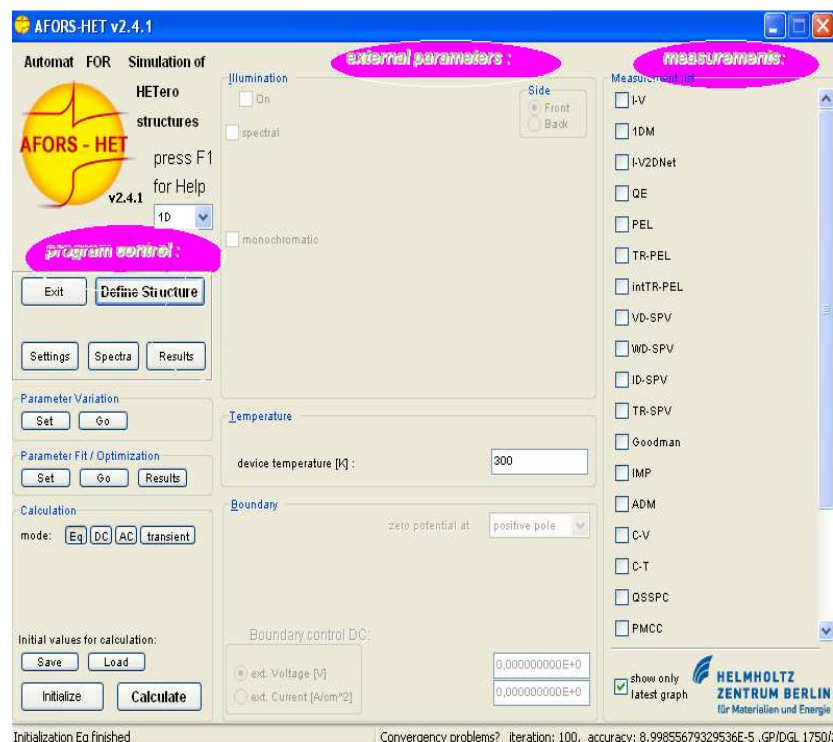 AFORS-HET v2.4.1
Automat FOR Simulation of
HETero
structures
AFORS - HET
press F1
for Help
v2.4.1
1D
program control :
Exit
Define Structure
Settings
Spectra
Results
Parameter Variation
Set
Go
Parameter Fit / Optimization
Set
Go
Results
Calculation
mode:
Eq
DC
AC
transient
Initial values for calculation:
Save
Load
Initialize
Calculate
external parameters :
Illumination
On
spectral
Side
Front
Back
monochromatic
Temperature
device temperature [K] :
300
Boundary
zero potential at
positive pole
Boundary control DC:
ext. Voltage [V]
0,000000000E+0
ext. Current [A/cm^2]
0,000000000E+0
measurements:
Measurement list
I-V
1DM
I-V2DNet
QE
PEL
TR-PEL
intTR-PEL
VD-SPV
WD-SPV
ID-SPV
TR-SPV
Goodman
IMP
ADM
C-V
C-T
QSSPC
PMCC
show only
latest graph
HELMHOLTZ
ZENTRUM BERLIN
für Materialien und Energie
Initialization Eq finished
Convergency problems? iteration: 100, accuracy: 8.99855679329536E-5 ,GP/DGL 1750/